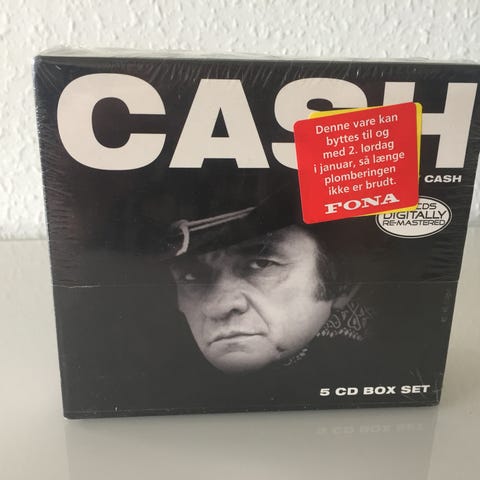 CASH
Denne vare kan
byttes til og
med 2. lørdag
i januar, så længe
plomberingen
ikke er brudt.
FONA
CASH
CDS
DIGITALLY
RE-MASTERED
5 CD BOX SET